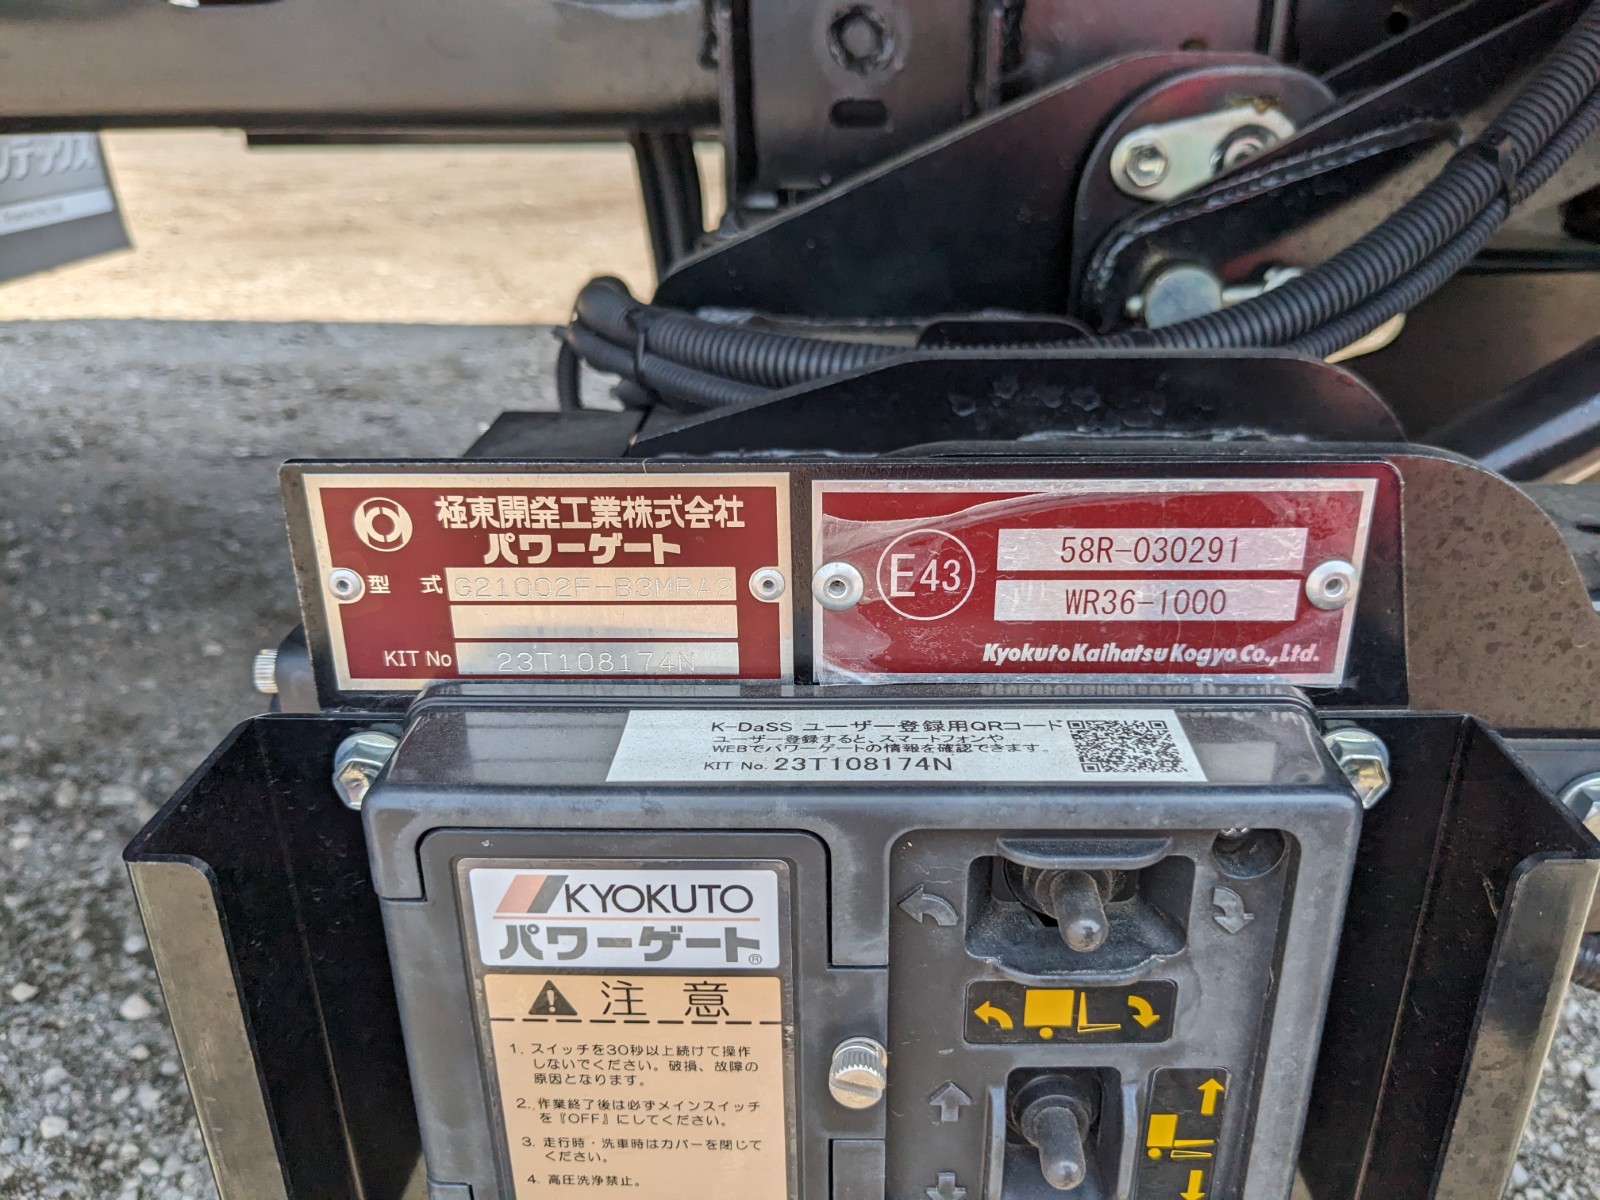 極東開発工業株式会社
パワーゲート
型 式 G21002F-B3MRA2
KIT No 23T108174N
E43
58R-030291
WR36-1000
Kyokuto Kaihatsu Kogyo Co., Ltd.
K-DaSS ユーザー登録用QRコード
ユーザー登録すると、スマートフォンや
WEBでパワーゲートの情報を確認できます。
KIT No. 23T108174N
KYOKUTO
パワーゲート®
注 意
1. スイッチを30秒以上続けて操作
しないでください。破損、故障の
原因となります。
2. 作業終了後は必ずメインスイッチ
を『OFF』にしてください。
3. 走行時・洗車時はカバーを閉じて
ください。
4. 高圧洗浄禁止。